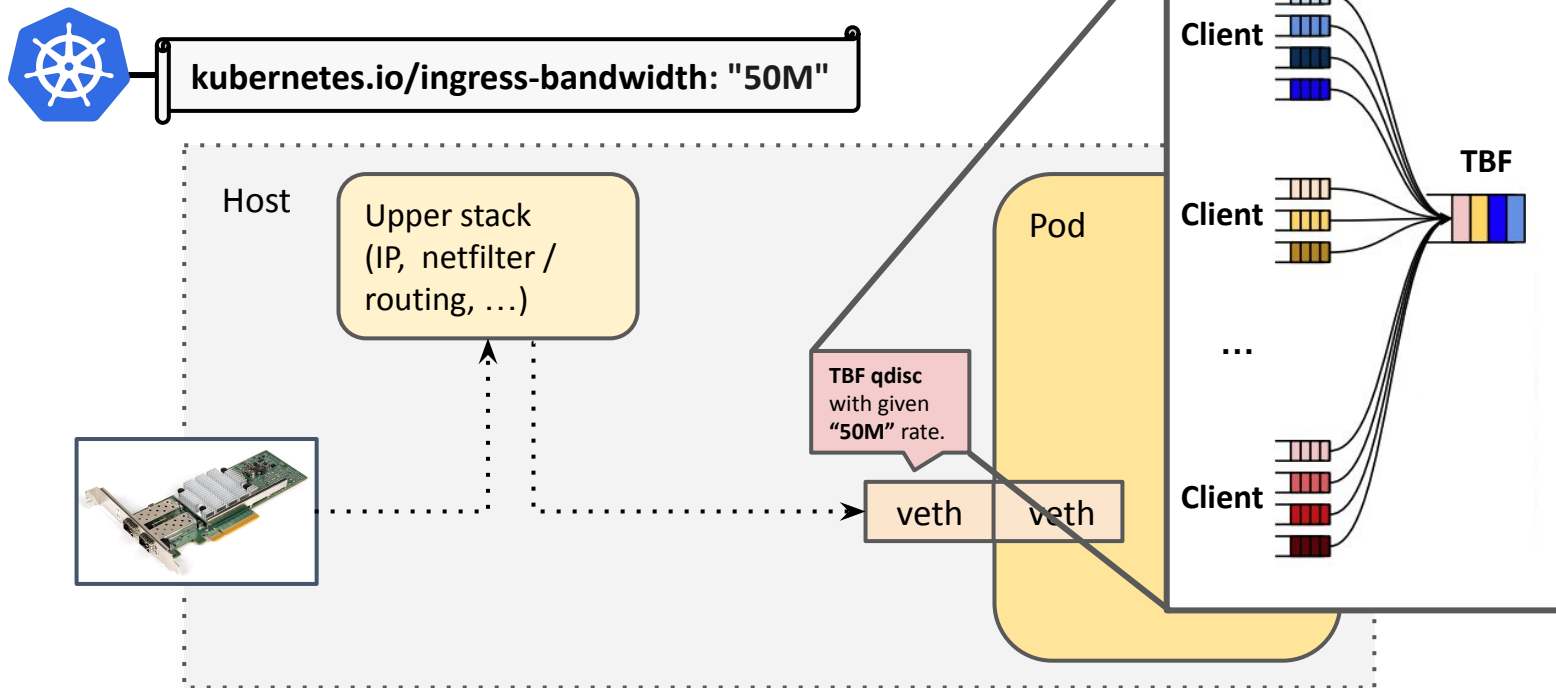 kubernetes.io/ingress-bandwidth: "50M"
Host
Upper stack
(IP, netfilter /
routing, ...)
Pod
TBF qdisc
with given
“50M” rate.
veth
veth
Client
Client
...
Client
TBF